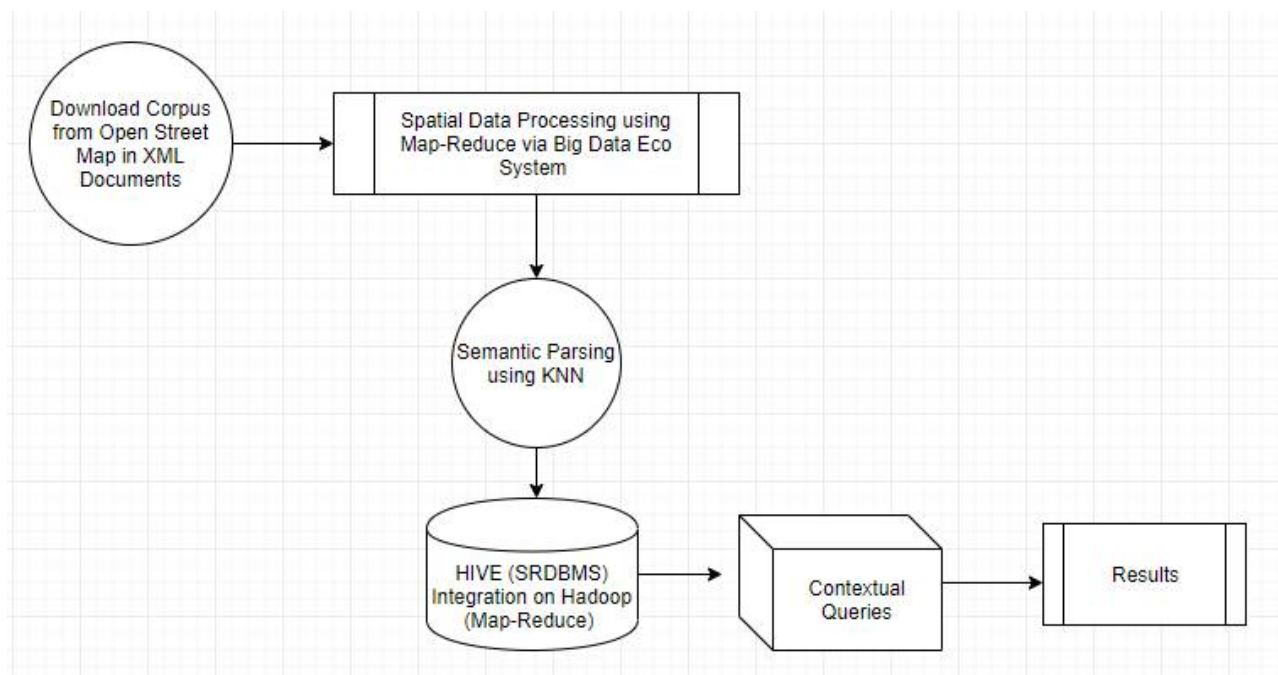 Download Corpus
from Open Street
Map in XML
Documents
Spatial Data Processing using
Map-Reduce via Big Data Eco
System
Semantic Parsing
using KNN
HIVE (SRDBMS)
Integration on Hadoop
(Map-Reduce)
Contextual
Queries
Results